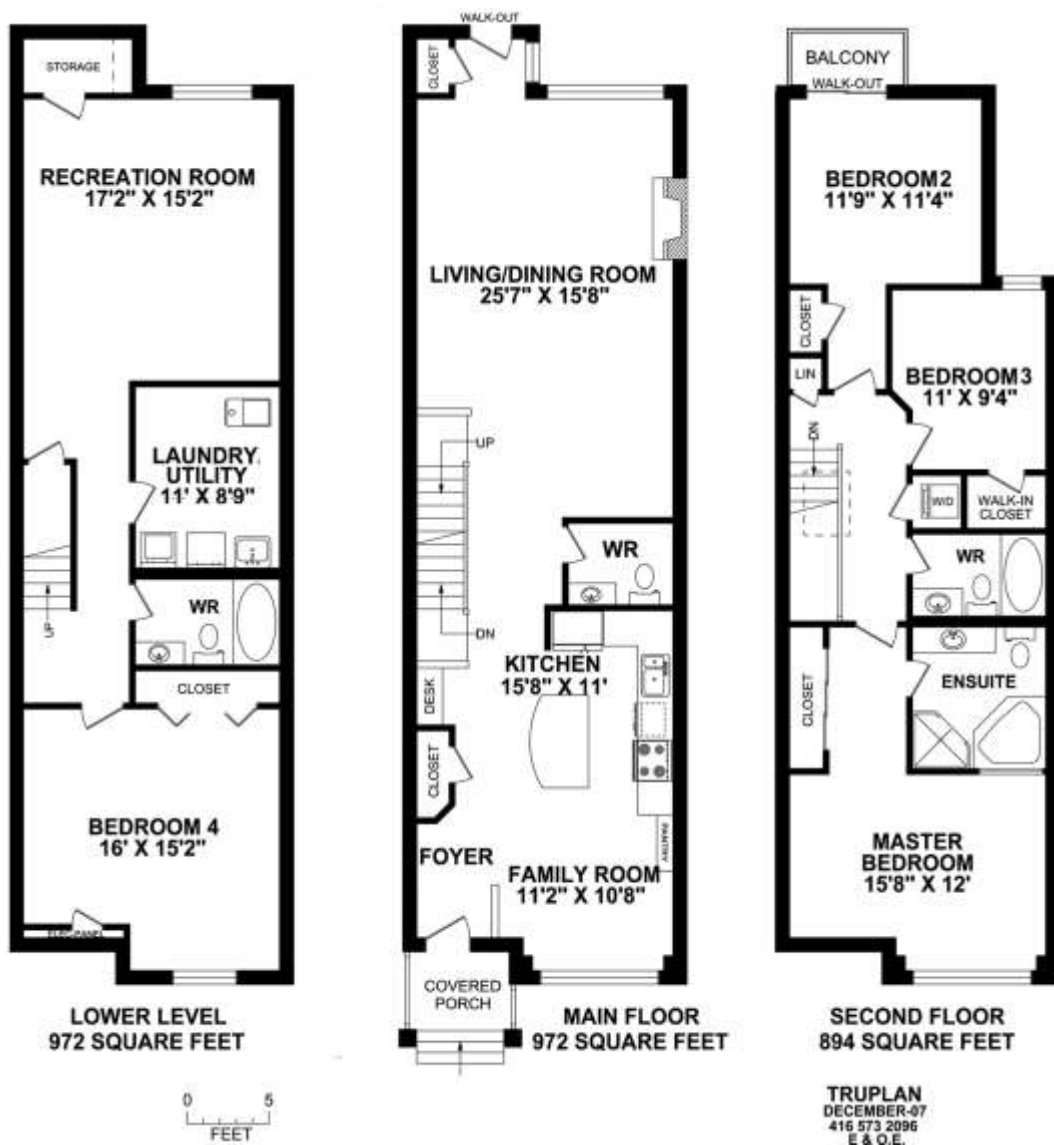 STORAGE
RECREATION ROOM
17'2" X 15'2"
LAUNDRY
UTILITY
11' X 8'9"
UP
WR
CLOSET
BEDROOM 4
16' X 15'2"
ELEC-PANEL
LOWER LEVEL
972 SQUARE FEET
0 5
FEET
WALK-OUT
CLOSET
LIVING/DINING ROOM
25'7" X 15'8"
UP
WR
DN
KITCHEN
15'8" X 11'
DESK
CLOSET
PANTRY
FOYER
FAMILY ROOM
11'2" X 10'8"
COVERED
PORCH
MAIN FLOOR
972 SQUARE FEET
BALCONY
WALK-OUT
BEDROOM 2
11'9" X 11'4"
CLOSET
LIN
BEDROOM 3
11' X 9'4"
DN
W/D
WALK-IN
CLOSET
WR
CLOSET
ENSUITE
MASTER
BEDROOM
15'8" X 12'
SECOND FLOOR
894 SQUARE FEET
TRUPLAN
DECEMBER-07
416 573 2096
E & O.E.